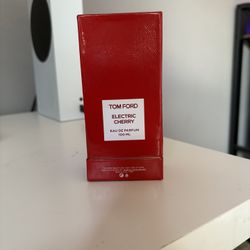 TOM FORD
ELECTRIC
CHERRY
EAU DE PARFUM
100 ML